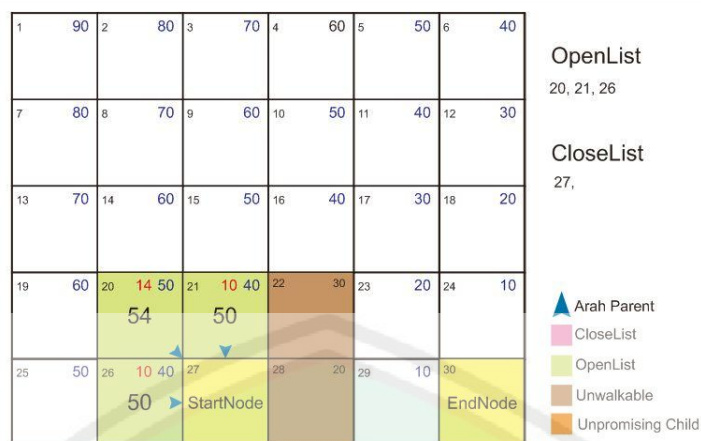 1 90 2 80 3 70 4 60 5 50 6 40
7 80 8 70 9 60 10 50 11 40 12 30
13 70 14 60 15 50 16 40 17 30 18 20
19 60 20 14 50 21 10 40 22 30 23 20 24 10
54 50
25 50 26 10 40 27 28 20 29 10 30
50 StartNode EndNode
OpenList
20, 21, 26
CloseList
27,
Arah Parent
CloseList
OpenList
Unwalkable
Unpromising Child